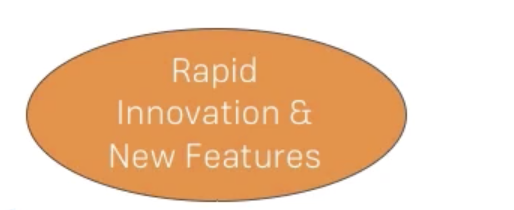 Rapid
Innovation &
New Features